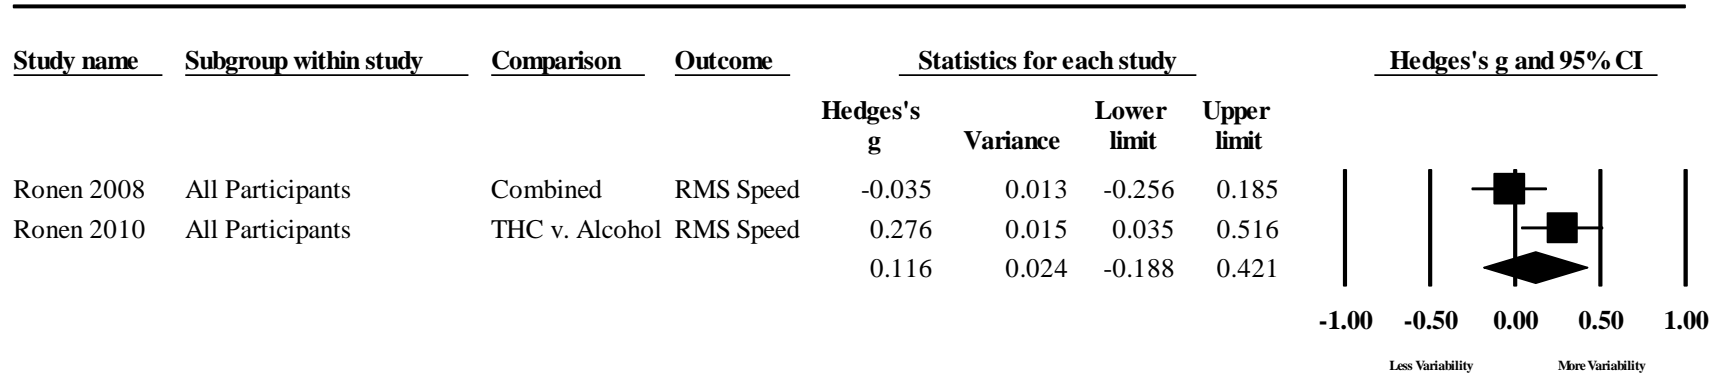 Study name Subgroup within study Comparison Outcome Statistics for each study Hedges's g and 95% CI
Hedges's Lower Upper
g Variance limit limit
Ronen 2008 All Participants Combined RMS Speed -0.035 0.013 -0.256 0.185
Ronen 2010 All Participants THC v. Alcohol RMS Speed 0.276 0.015 0.035 0.516
0.116 0.024 -0.188 0.421
-1.00 -0.50 0.00 0.50 1.00
Less Variability More Variability